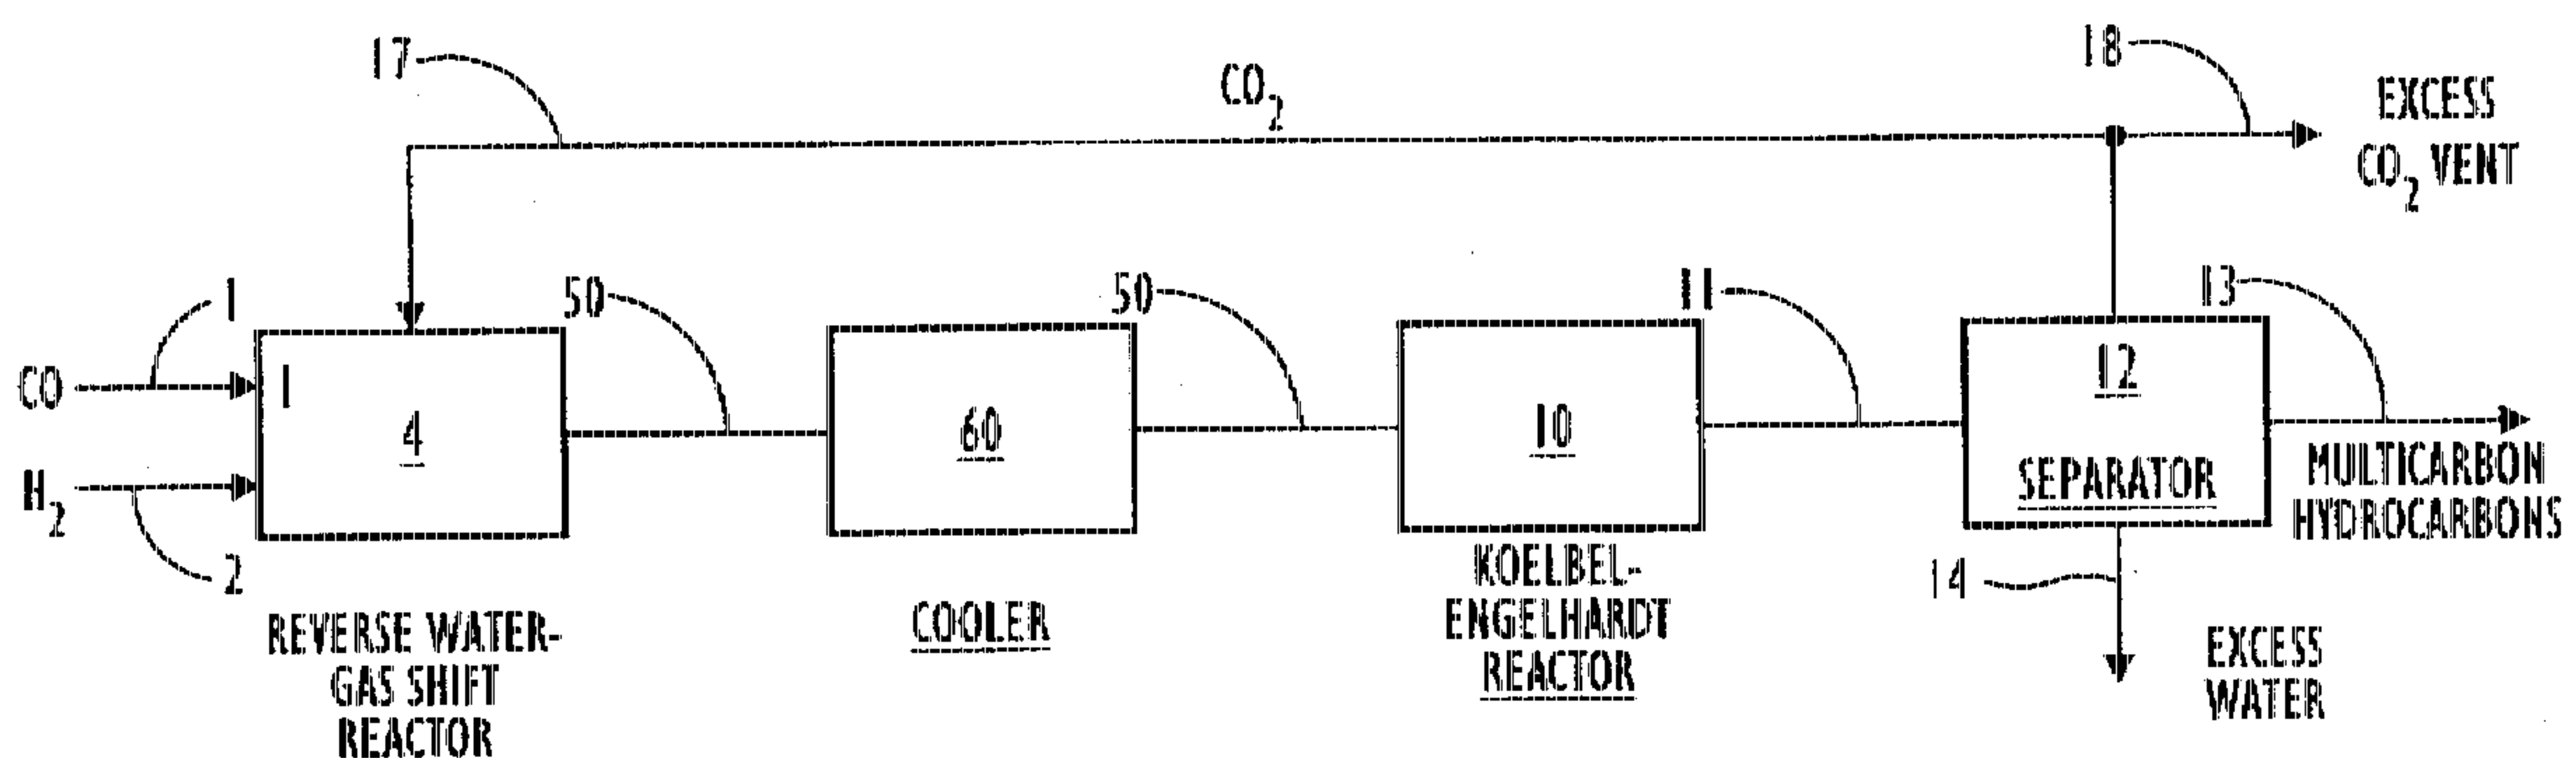 17
CO2
18
EXCESS
CO2 VENT
1
50
50
11
13
CO
1
4
60
10
12
SEPARATOR
H2
2
MULTICARBON
HYDROCARBONS
14
REVERSE WATER-
GAS SHIFT
REACTOR
COOLER
KOELBEL-
ENGELHARDT
REACTOR
EXCESS
WATER